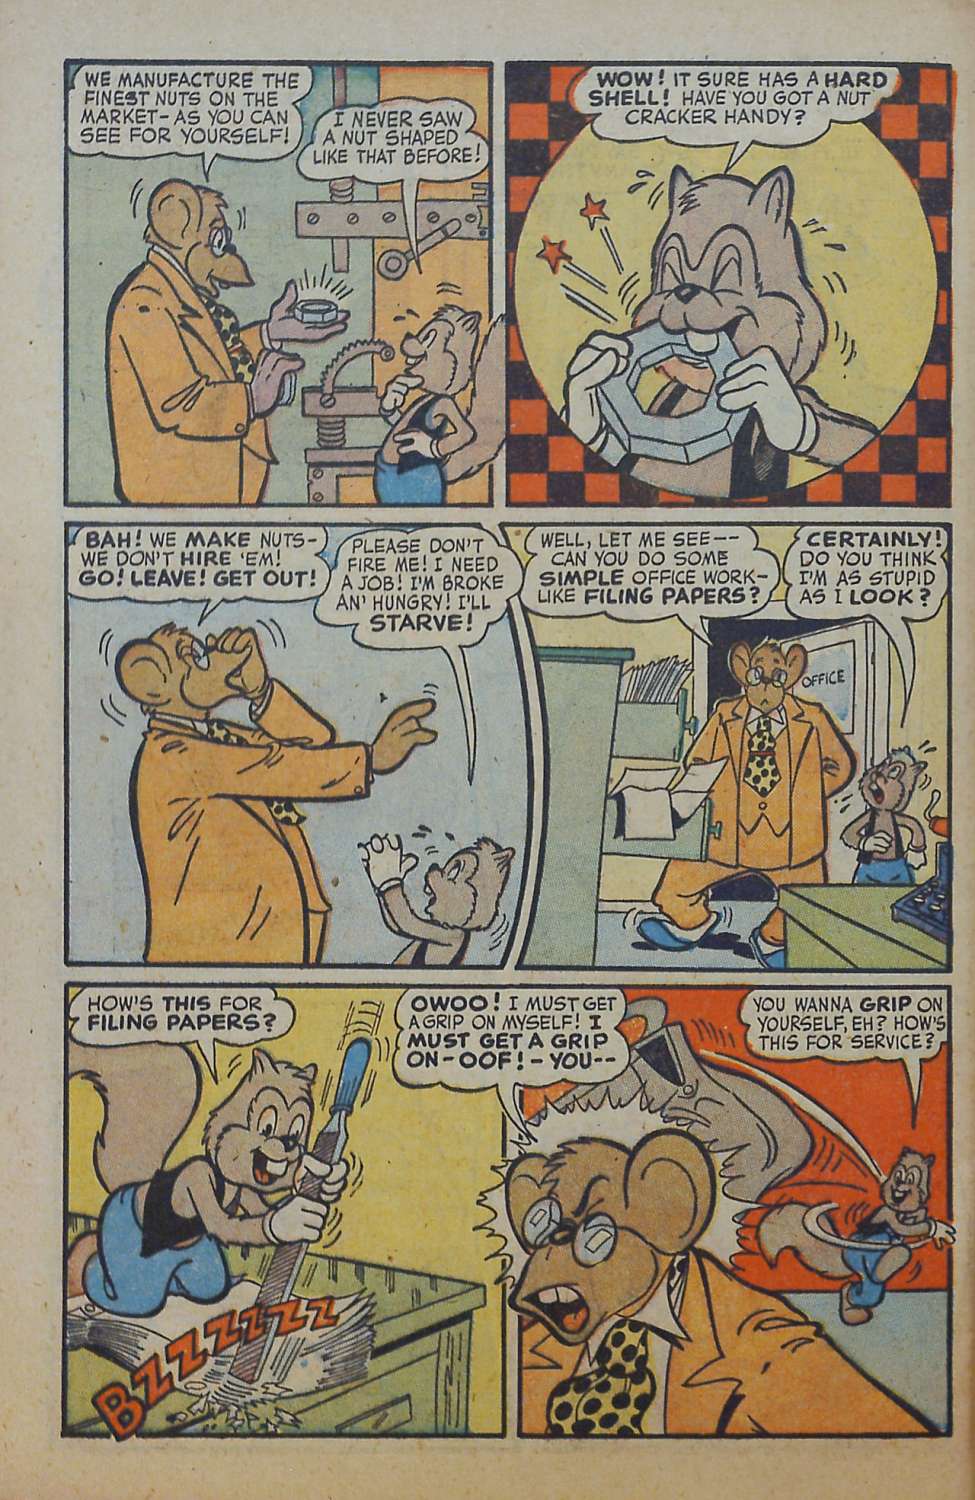 WE MANUFACTURE THE
FINEST NUTS ON THE
MARKET- AS YOU CAN
SEE FOR YOURSELF!
I NEVER SAW
A NUT SHAPED
LIKE THAT BEFORE!
WOW! IT SURE HAS A HARD
SHELL! HAVE YOU GOT A NUT
CRACKER HANDY?
BAH! WE MAKE NUTS-
WE DON'T HIRE 'EM!
GO! LEAVE! GET OUT!
PLEASE DON'T
FIRE ME! I NEED
A JOB! I'M BROKE
AN' HUNGRY! I'LL
STARVE!
WELL, LET ME SEE--
CAN YOU DO SOME
SIMPLE OFFICE WORK-
LIKE FILING PAPERS?
CERTAINLY!
DO YOU THINK
I'M AS STUPID
AS I LOOK?
OFFICE
HOW'S THIS FOR
FILING PAPERS?
BZZZZZZ
OWOO! I MUST GET
A GRIP ON MYSELF! I
MUST GET A GRIP
ON-OOF!-YOU--
YOU WANNA GRIP ON
YOURSELF, EH? HOW'S
THIS FOR SERVICE?